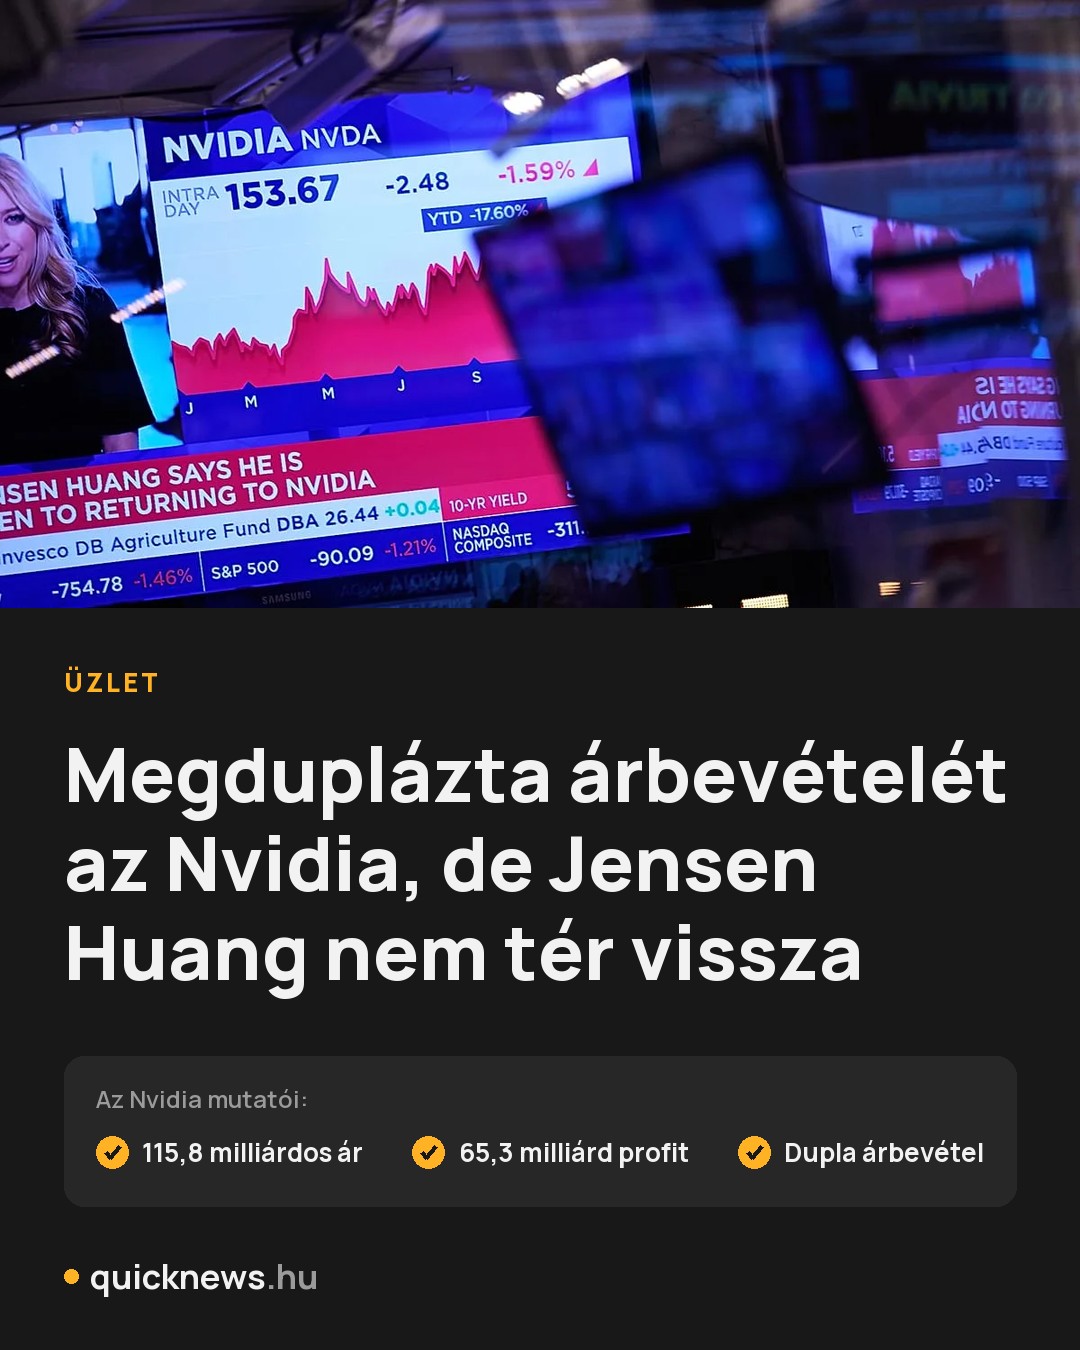 NVIDIA NVDA
INTRA DAY 153.67 -2.48 -1.59%
YTD -17.60%
J M M J S
NSEN HUANG SAYS HE IS
EN TO RETURNING TO NVIDIA
nvesco DB Agriculture Fund DBA 26.44 +0.04
10-YR YIELD
-754.78 -1.46% S&P 500 -90.09 -1.21%
NASDAQ COMPOSITE -311.
SAMSUNG
ÜZLET
Megduplázta árbevételét
az Nvidia, de Jensen
Huang nem tér vissza
Az Nvidia mutatói:
115,8 milliárdos ár 65,3 milliárd profit Dupla árbevétel
quicknews.hu